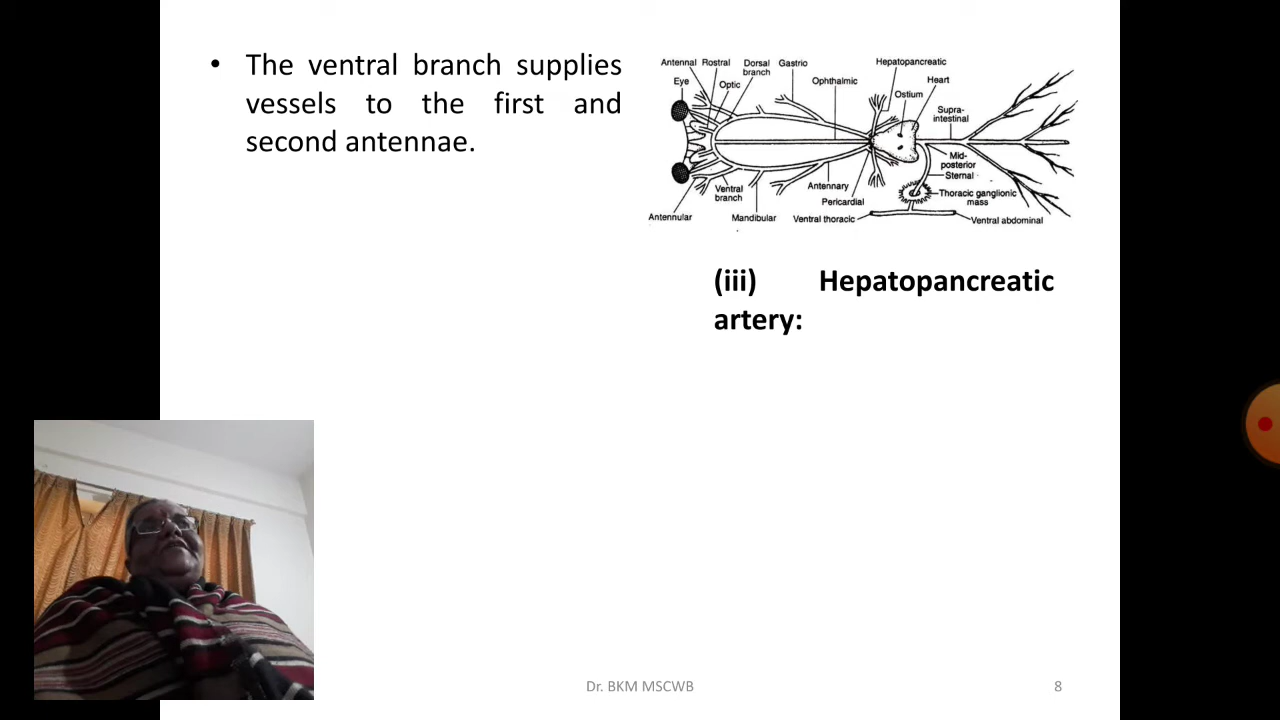 • The ventral branch supplies
vessels to the first and
second antennae.
Antennal Rostral Dorsal branch Gastrio Hepatopancreatic
Eye Optic Ophthalmic Ostium Heart
Supra-intestinal
Mid-posterior
Sternal
Thoracic ganglionic mass
Ventral branch Antennary Pericardial
Antennular Mandibular Ventral thoracic Ventral abdominal
(iii) Hepatopancreatic
artery:
Dr. BKM MSCWB 8